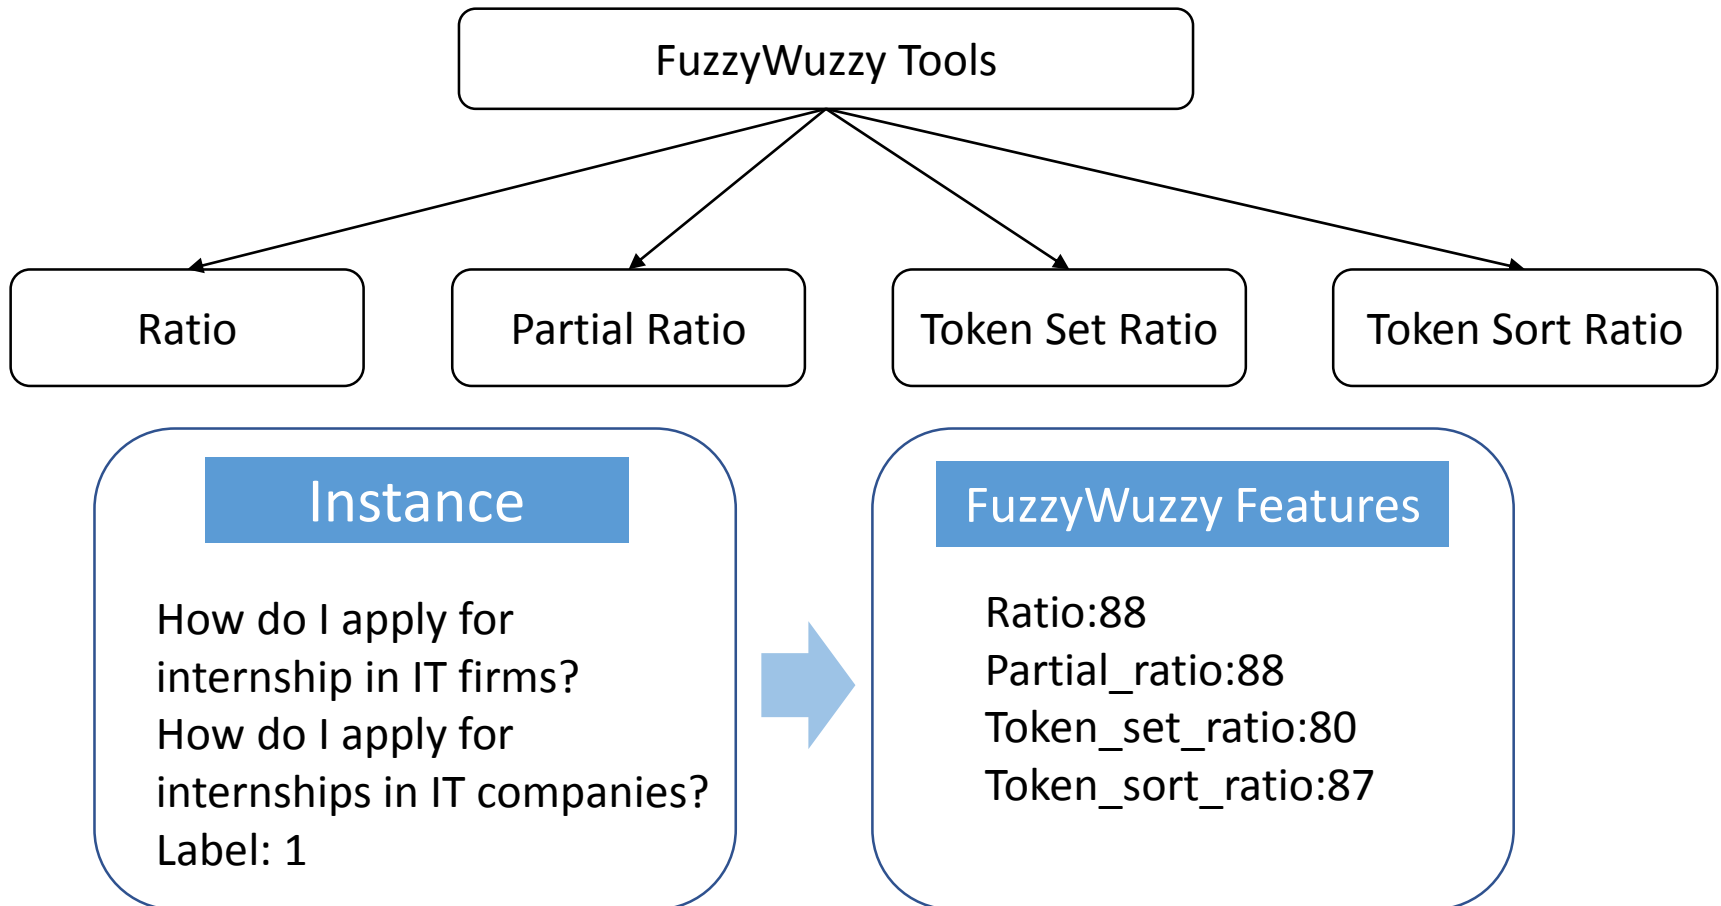 FuzzyWuzzy Tools
Ratio
Partial Ratio
Token Set Ratio
Token Sort Ratio
Instance
How do I apply for
internship in IT firms?
How do I apply for
internships in IT companies?
Label: 1
FuzzyWuzzy Features
Ratio:88
Partial_ratio:88
Token_set_ratio:80
Token_sort_ratio:87